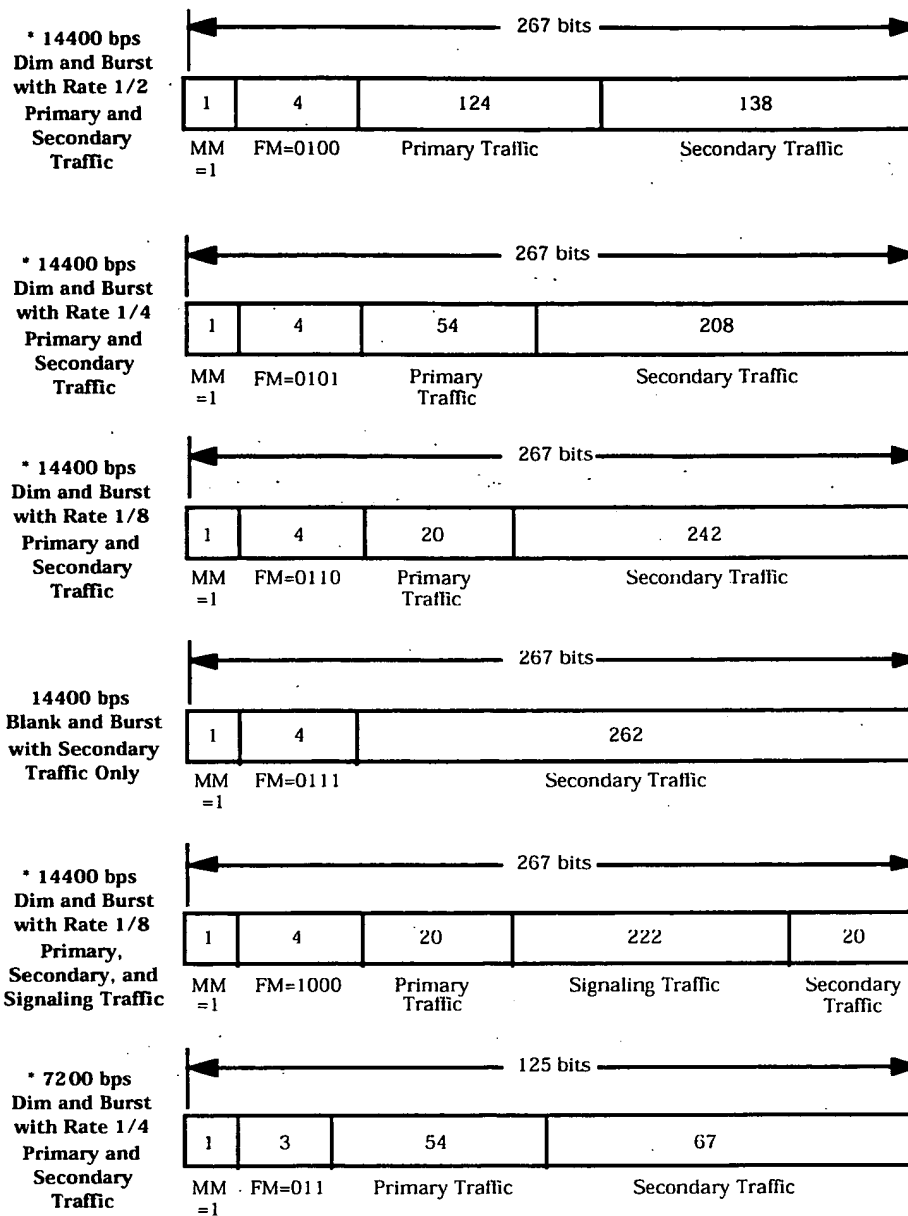 267 bits
* 14400 bps
Dim and Burst
with Rate 1/2
Primary and
Secondary
Traffic
1 4 124 138
MM
=1
FM=0100 Primary Traffic Secondary Traffic
267 bits
* 14400 bps
Dim and Burst
with Rate 1/4
Primary and
Secondary
Traffic
1 4 54 208
MM
=1
FM=0101 Primary
Traffic
Secondary Traffic
267 bits
* 14400 bps
Dim and Burst
with Rate 1/8
Primary and
Secondary
Traffic
1 4 20 242
MM
=1
FM=0110 Primary
Traffic
Secondary Traffic
267 bits
14400 bps
Blank and Burst
with Secondary
Traffic Only
1 4 262
MM
=1
FM=0111 Secondary Traffic
267 bits
* 14400 bps
Dim and Burst
with Rate 1/8
Primary,
Secondary, and
Signaling Traffic
1 4 20 222 20
MM
=1
FM=1000 Primary
Traffic
Signaling Traffic Secondary
Traffic
125 bits
* 7200 bps
Dim and Burst
with Rate 1/4
Primary and
Secondary
Traffic
1 3 54 67
MM
=1
FM=011 Primary Traffic Secondary Traffic